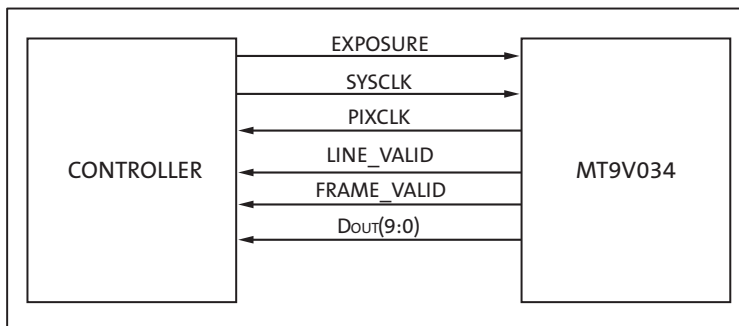 EXPOSURE
SYSCLK
PIXCLK
LINE_VALID
CONTROLLER
MT9V034
FRAME_VALID
DOUT(9:0)